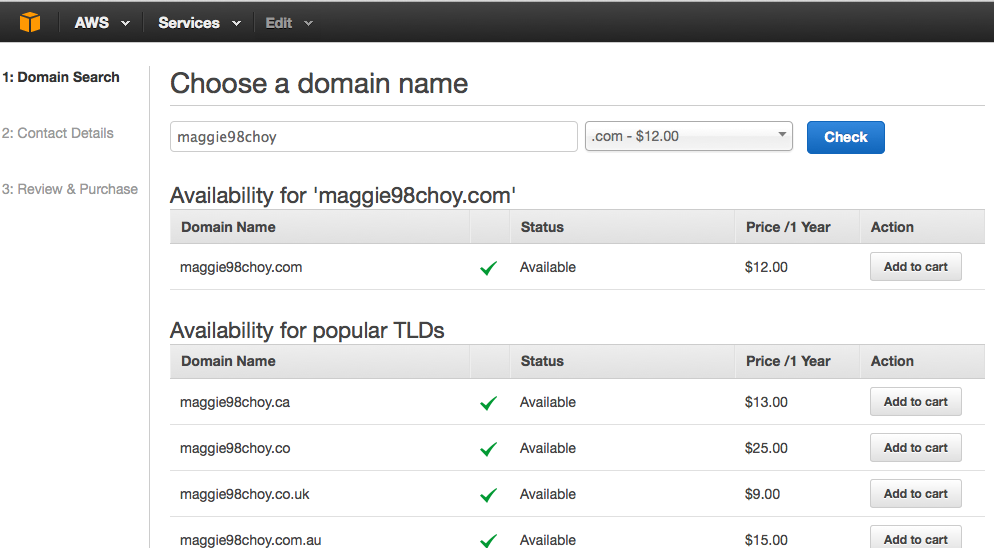 AWS Services Edit
1: Domain Search
2: Contact Details
3: Review & Purchase
Choose a domain name
maggie98choy .com - $12.00 Check
Availability for 'maggie98choy.com'
Domain Name Status Price /1 Year Action
maggie98choy.com Available $12.00 Add to cart
Availability for popular TLDs
Domain Name Status Price /1 Year Action
maggie98choy.ca Available $13.00 Add to cart
maggie98choy.co Available $25.00 Add to cart
maggie98choy.co.uk Available $9.00 Add to cart
maggie98choy.com.au Available $15.00 Add to cart